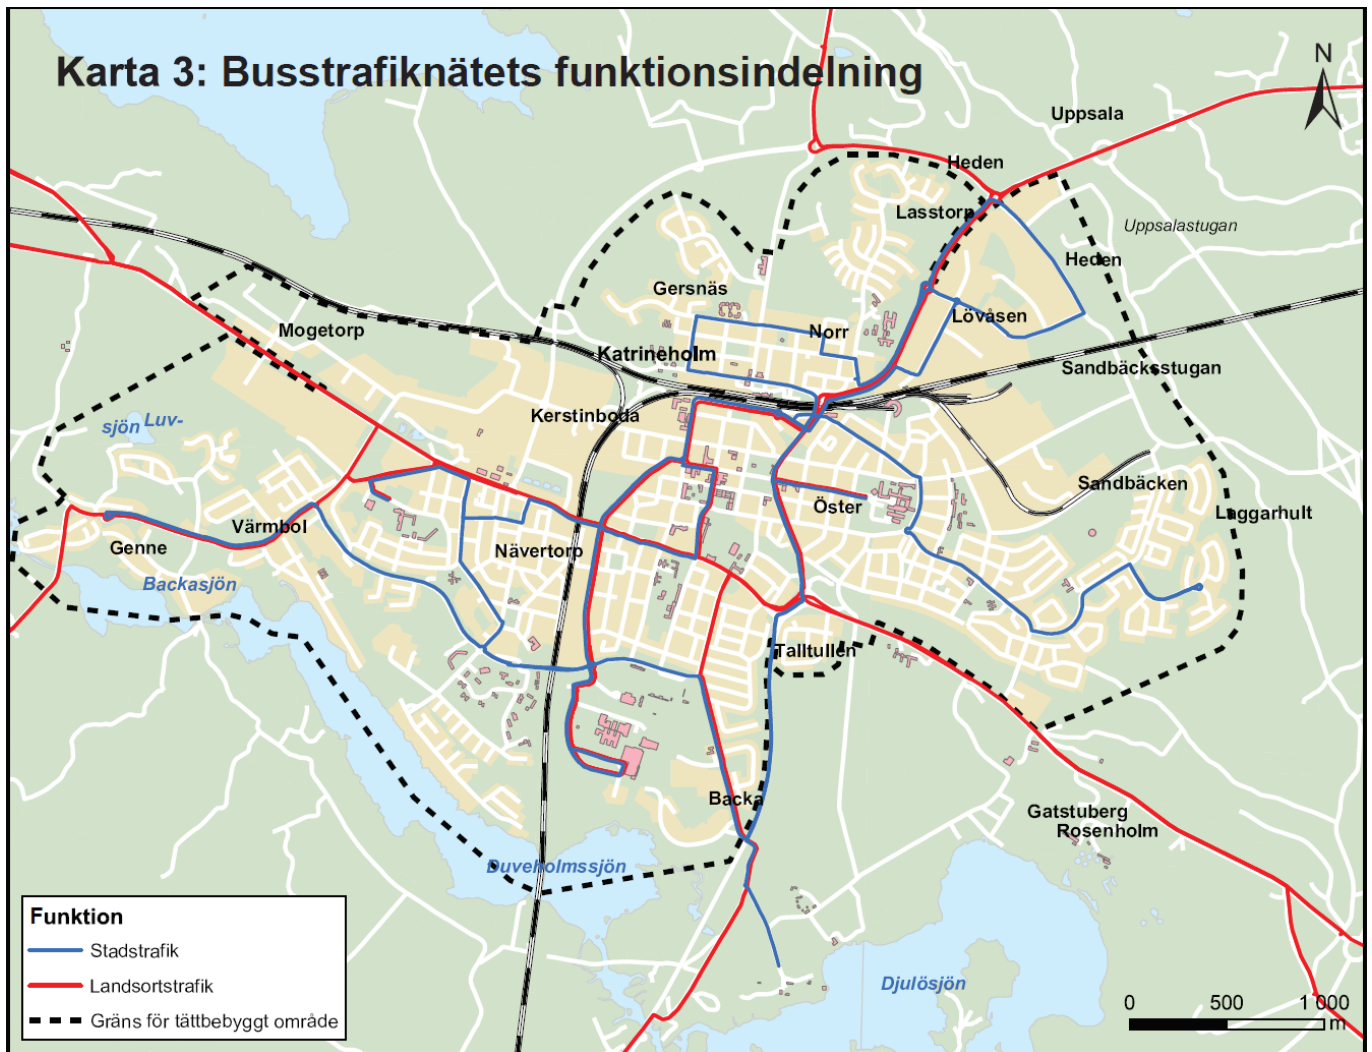 Karta 3: Busstrafiknätets funktionsindelning
N
Uppsala
Heden
Lasstorp
Uppsalastugan
Heden
Gersnäs
Lövåsen
Mogetorp
Norr
Katrineholm
Sandbäcksstugan
Kerstinboda
Luv-
sjön
Sandbäcken
Öster
Laggarhult
Värmbol
Genne
Nävertorp
Backasjön
Talltullen
Backa
Gatstuberg
Rosenholm
Duveholmssjön
Djulösjön
Funktion
Stadstrafik
Landsortstrafik
Gräns för tättbebyggt område
0 500 1 000
m